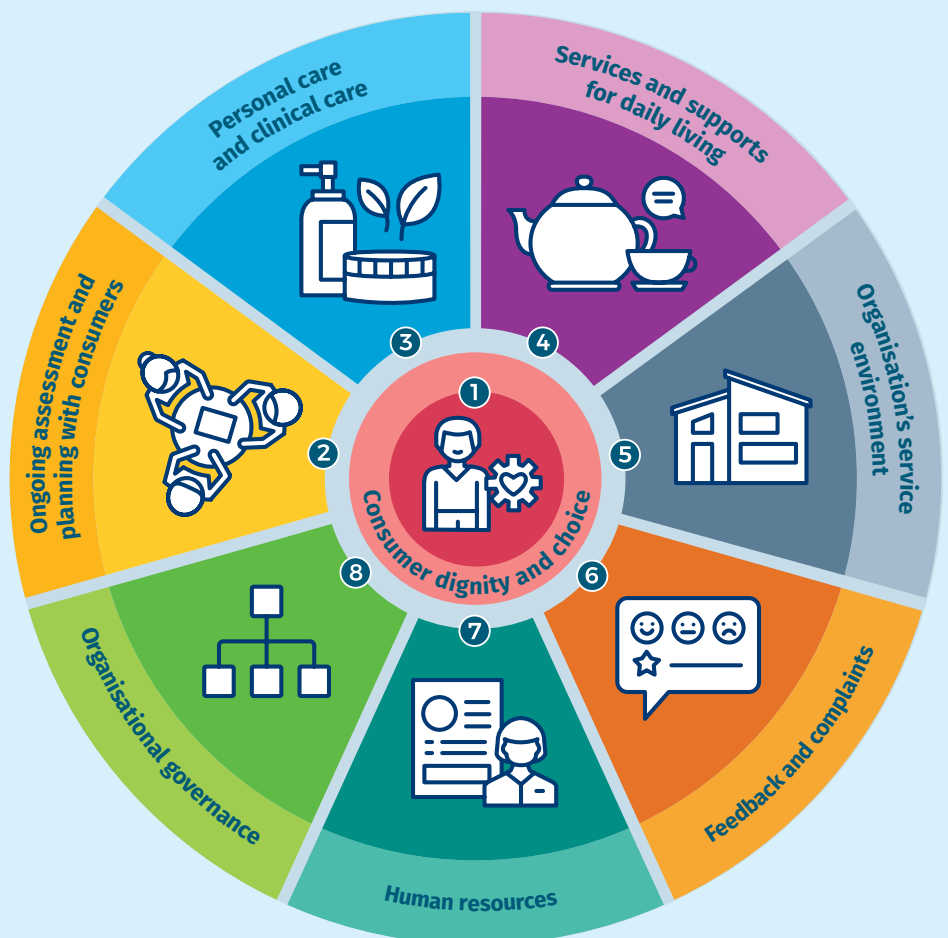 1
Consumer dignity and choice
2
Ongoing assessment and
planning with consumers
3
Personal care
and clinical care
4
Services and supports
for daily living
5
Organisation's service
environment
6
Feedback and complaints
7
Human resources
8
Organisational governance